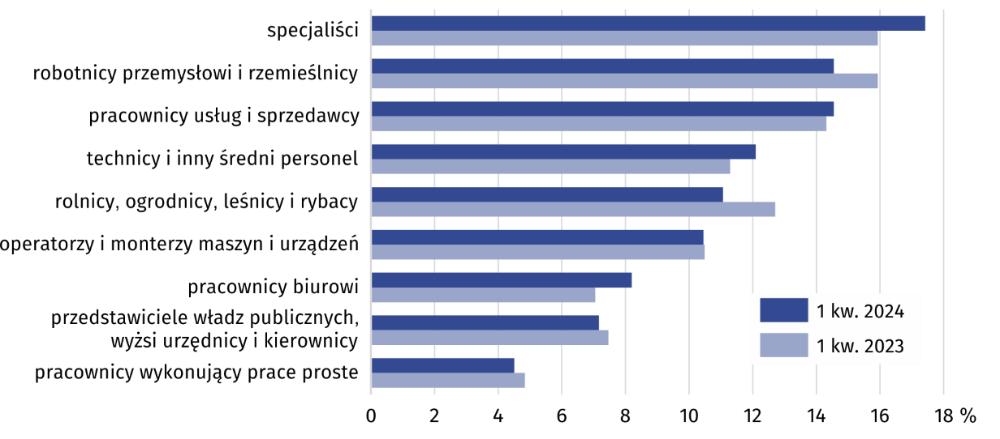 specjaliści
robotnicy przemysłowi i rzemieślnicy
pracownicy usług i sprzedawcy
technicy i inny średni personel
rolnicy, ogrodnicy, leśnicy i rybacy
operatorzy i monterzy maszyn i urządzeń
pracownicy biurowi
przedstawiciele władz publicznych,
wyżsi urzędnicy i kierownicy
pracownicy wykonujący prace proste
1 kw. 2024
1 kw. 2023
0 2 4 6 8 10 12 14 16 18 %